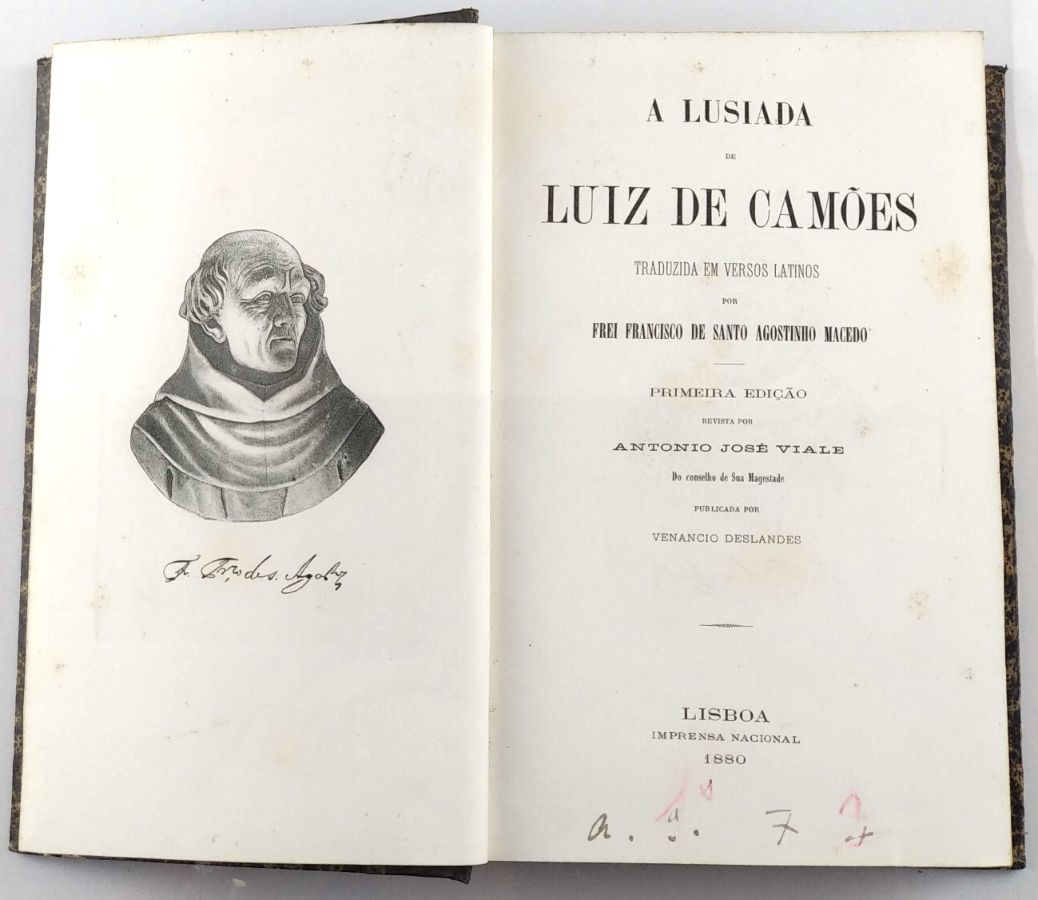 A LUSIADA
DE
LUIZ DE CAMÕES
TRADUZIDA EM VERSOS LATINOS
POR
FREI FRANCISCO DE SANTO AGOSTINHO MACEDO
PRIMEIRA EDIÇÃO
REVISTA POR
ANTONIO JOSÉ VIALE
Do conselho de Sua Magestade
PUBLICADA POR
VENANCIO DESLANDES
LISBOA
IMPRENSA NACIONAL
1880